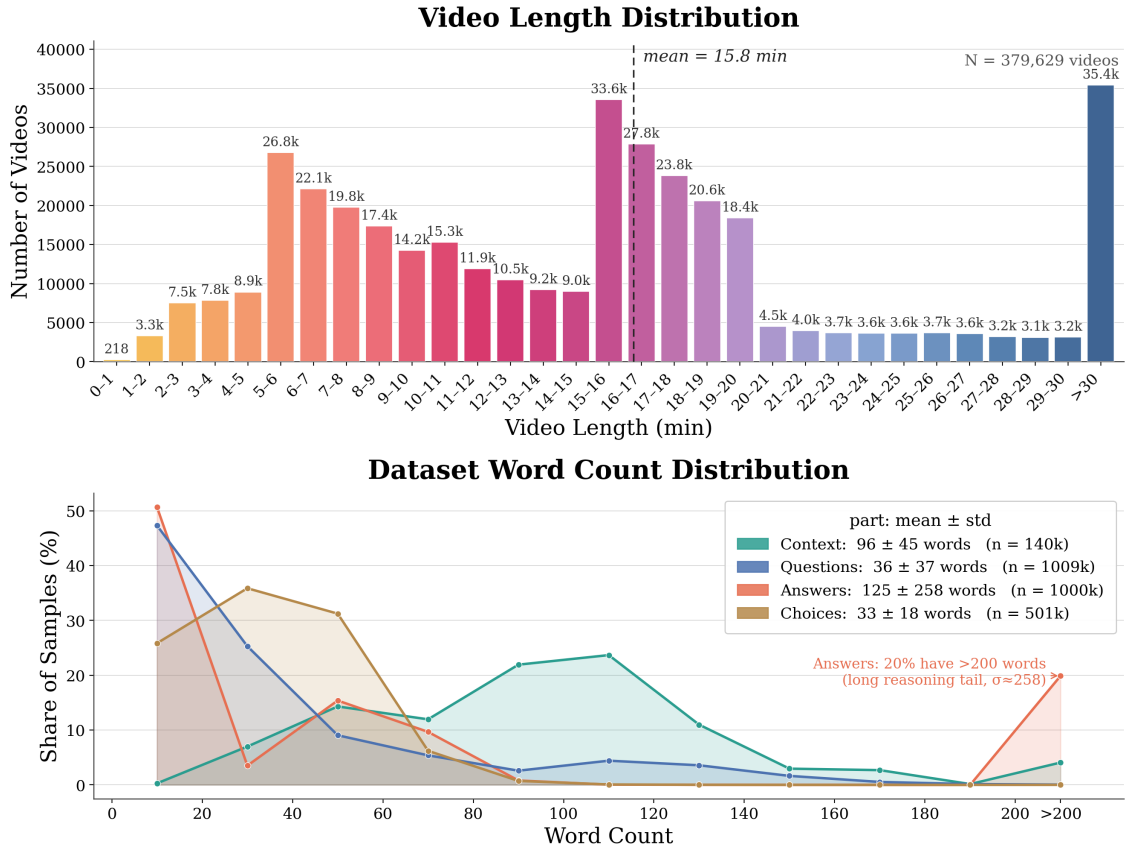 Video Length Distribution
Number of Videos
40000
35000
30000
25000
20000
15000
10000
5000
0
mean = 15.8 min
N = 379,629 videos
218
3.3k
7.5k
7.8k
8.9k
26.8k
22.1k
19.8k
17.4k
14.2k
15.3k
11.9k
10.5k
9.2k
9.0k
33.6k
27.8k
23.8k
20.6k
18.4k
4.5k
4.0k
3.7k
3.6k
3.6k
3.7k
3.6k
3.2k
3.1k
3.2k
35.4k
0–1
1–2
2–3
3–4
4–5
5–6
6–7
7–8
8–9
9–10
10–11
11–12
12–13
13–14
14–15
15–16
16–17
17–18
18–19
19–20
20–21
21–22
22–23
23–24
24–25
25–26
26–27
27–28
28–29
29–30
>30
Video Length (min)
Dataset Word Count Distribution
Share of Samples (%)
50
40
30
20
10
0
part: mean ± std
Context: 96 ± 45 words (n = 140k)
Questions: 36 ± 37 words (n = 1009k)
Answers: 125 ± 258 words (n = 1000k)
Choices: 33 ± 18 words (n = 501k)
Answers: 20% have >200 words
(long reasoning tail, σ≈258)
0 20 40 60 80 100 120 140 160 180 200 >200
Word Count